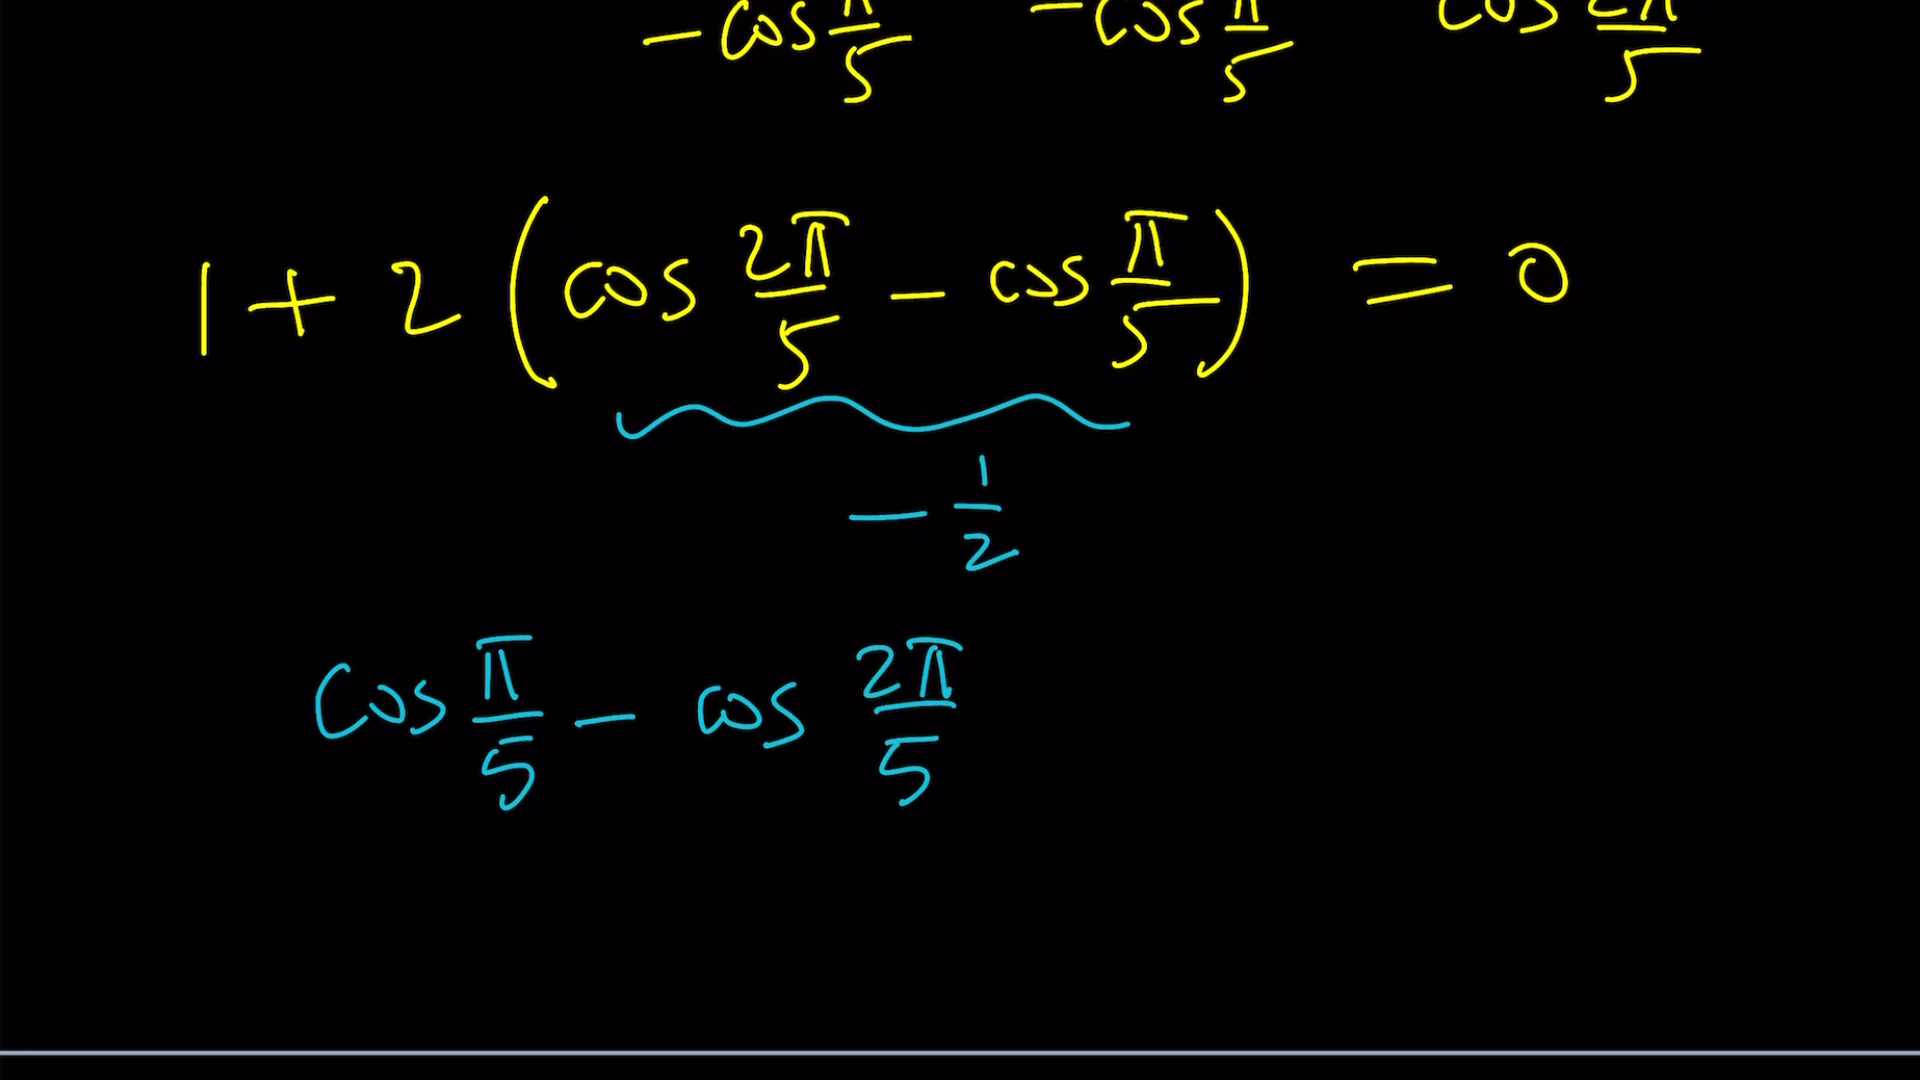 - cos π/5 - cos π/5 cos 2π/5
1 + 2 ( cos 2π/5 - cos π/5 ) = 0
- 1/2
Cos π/5 - cos 2π/5